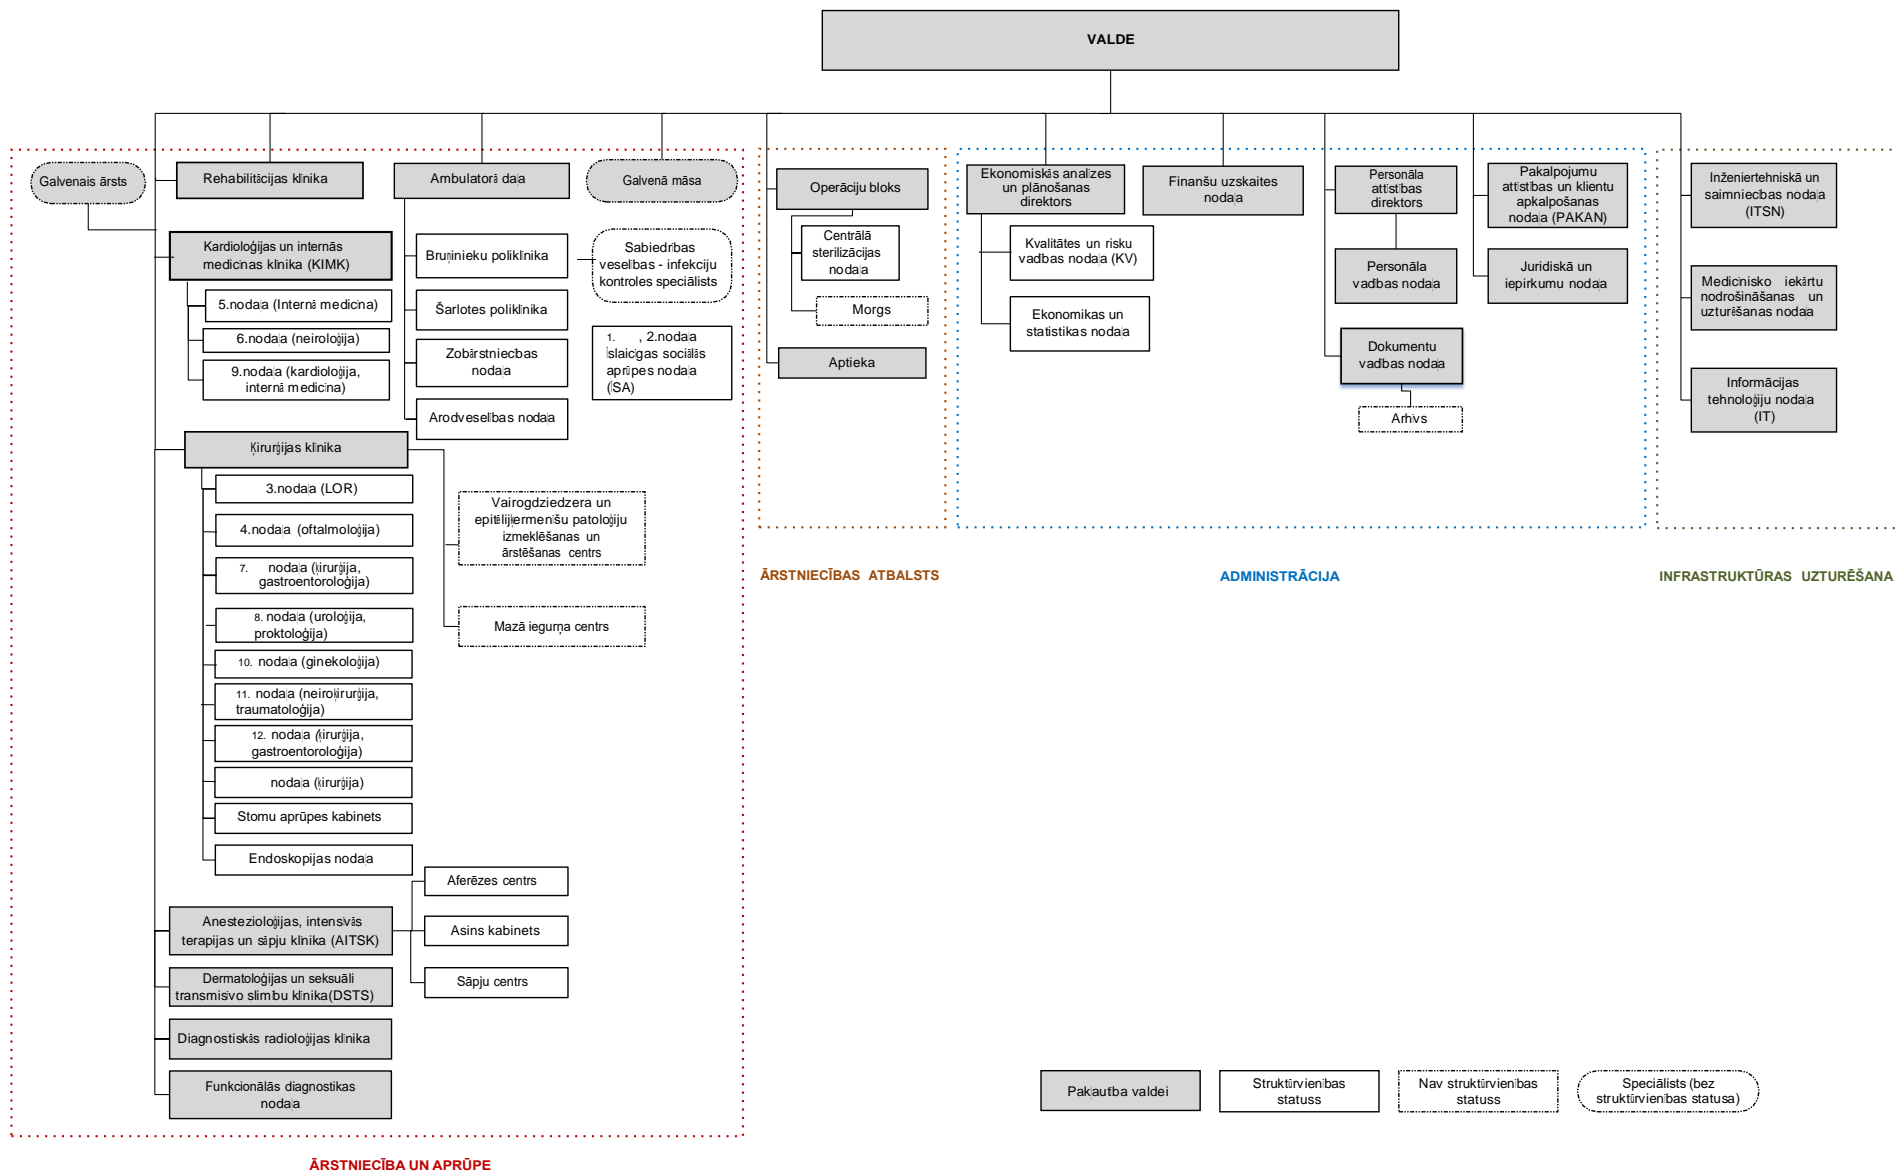 VALDE
Galvenais ārsts
Rehabilitācijas klīnika
Ambulatorā daļa
Galvenā māsa
Kardioloģijas un internās
medicīnas klīnika (KIMK)
5.nodaļa (Internā medicīna)
6.nodaļa (neiroloģija)
9.nodaļa (kardioloģija,
internā medicīna)
Bruņinieku poliklīnika
Šarlotes poliklīnika
Zobārstniecības
nodaļa
Arodveselības nodaļa
Sabiedrības
veselības - infekciju
kontroles speciālists
1. , 2.nodaļa
īslaicīgas sociālās
aprūpes nodaļa
(SA)
Ķirurģijas klīnika
3.nodaļa (LOR)
4.nodaļa (oftalmoloģija)
7. nodaļa (ķirurģija,
gastroentoroloģija)
8. nodaļa (uroloģija,
proktoloģija)
10. nodaļa (ginekoloģija)
11. nodaļa (neiroķirurģija,
traumatoloģija)
12. nodaļa (ķirurģija,
gastroentoroloģija)
nodaļa (ķirurģija)
Stomu aprūpes kabinets
Endoskopijas nodaļa
Vairogdziedzera un
epitēlijķermenīšu patoloģiju
izmeklēšanas un
ārstēšanas centrs
Mazā iegurņa centrs
Anestezioloģijas, intensīvās
terapijas un sāpju klīnika (AITSK)
Aferēzes centrs
Asins kabinets
Sāpju centrs
Dermatoloģijas un seksuāli
transmisīvo slimību klīnika(DSTS)
Diagnostiskās radioloģijas klīnika
Funkcionālās diagnostikas
nodaļa
ĀRSTNIECĪBA UN APRŪPE
Operāciju bloks
Centrālā
sterilizācijas
nodaļa
Morgs
Aptieka
ĀRSTNIECĪBAS ATBALSTS
Ekonomiskās analīzes
un plānošanas
direktors
Kvalitātes un risku
vadības nodaļa (KV)
Ekonomikas un
statistikas nodaļa
Finanšu uzskaites
nodaļa
Personāla
attīstības
direktors
Personāla
vadības nodaļa
Dokumentu
vadības nodaļa
Arhīvs
Pakalpojumu
attīstības un klientu
apkalpošanas
nodaļa (PAKAN)
Juridiskā un
iepirkumu nodaļa
ADMINISTRĀCIJA
Inženiertehniskā un
saimniecības nodaļa
(ITSN)
Medicīnisko iekārtu
nodrošināšanas un
uzturēšanas nodaļa
Informācijas
tehnoloģiju nodaļa
(IT)
INFRASTRUKTŪRAS UZTURĒŠANA
Pakļautība valdei
Struktūrvienības
statuss
Nav struktūrvienības
statuss
Speciālists (bez
struktūrvienības statusa)